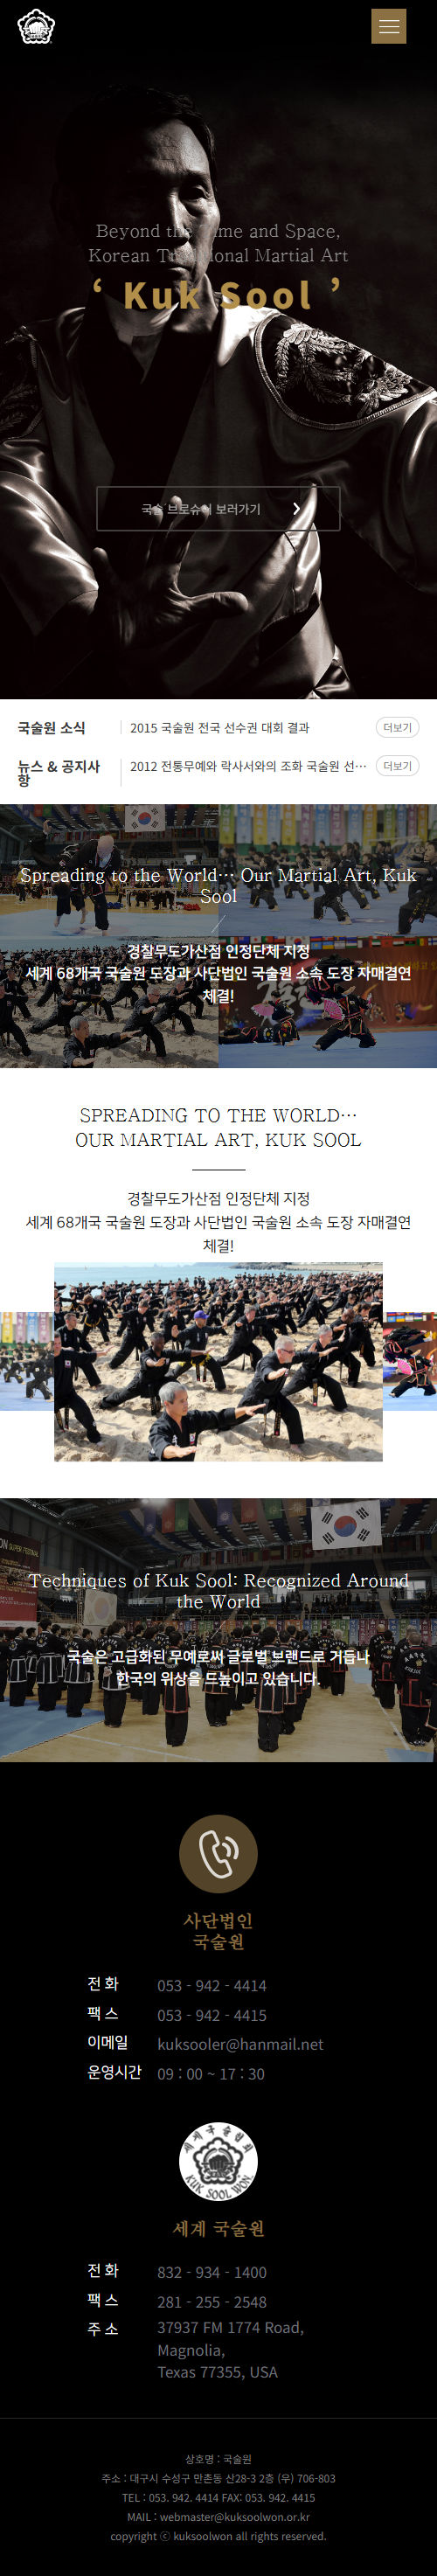 Beyond the Time and Space,
Korean Traditional Martial Art
‘ Kuk Sool ’
국술 브로슈어 보러가기
국술원 소식
2015 국술원 전국 선수권 대회 결과
더보기
뉴스 & 공지사
항
2012 전통무예와 락사서와의 조화 국술원 선…
더보기
Spreading to the World… Our Martial Art, Kuk
Sool
경찰무도가산점 인정단체 지정
세계 68개국 국술원 도장과 사단법인 국술원 소속 도장 자매결연
체결!
SPREADING TO THE WORLD…
OUR MARTIAL ART, KUK SOOL
경찰무도가산점 인정단체 지정
세계 68개국 국술원 도장과 사단법인 국술원 소속 도장 자매결연
체결!
Techniques of Kuk Sool: Recognized Around
the World
국술은 고급화된 무예로써 글로벌 브랜드로 거듭나
한국의 위상을 드높이고 있습니다.
사단법인
국술원
전 화 053 - 942 - 4414
팩 스 053 - 942 - 4415
이메일 kuksooler@hanmail.net
운영시간 09 : 00 ~ 17 : 30
세계국술협회
KUK SOOL WON
세계 국술원
전 화 832 - 934 - 1400
팩 스 281 - 255 - 2548
주 소 37937 FM 1774 Road,
Magnolia,
Texas 77355, USA
상호명 : 국술원
주소 : 대구시 수성구 만촌동 산28-3 2층 (우) 706-803
TEL : 053. 942. 4414 FAX: 053. 942. 4415
MAIL : webmaster@kuksoolwon.or.kr
copyright ⓒ kuksoolwon all rights reserved.